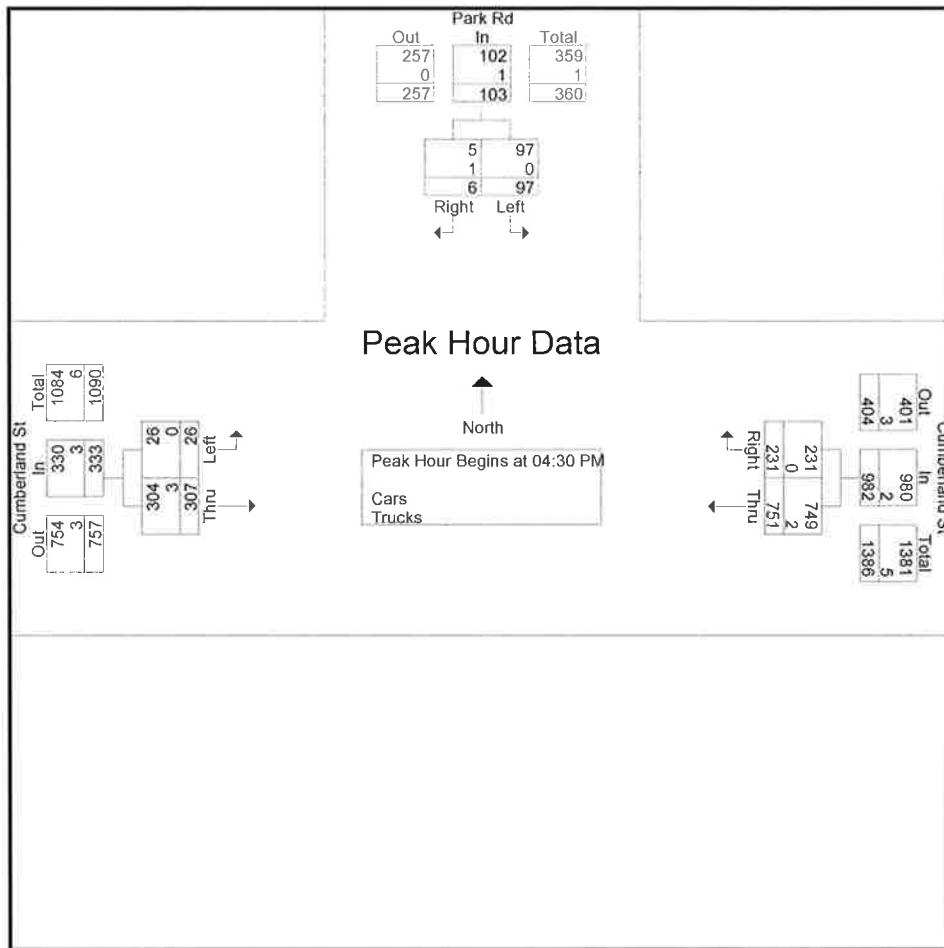 Park Rd
Out In Total
257 102 359
0 1 1
257 103 360
5 97
1 0
6 97
Right Left
Peak Hour Data
North
Peak Hour Begins at 04:30 PM
Cars
Trucks
Cumberland St
Total
1084
6
1090
In
330
3
333
Out
754
3
757
Left
26
0
26
Thru
304
3
307
Right
231
0
231
Thru
749
2
751
Cumberland St
Out
401
3
404
In
980
2
982
Total
1381
5
1386